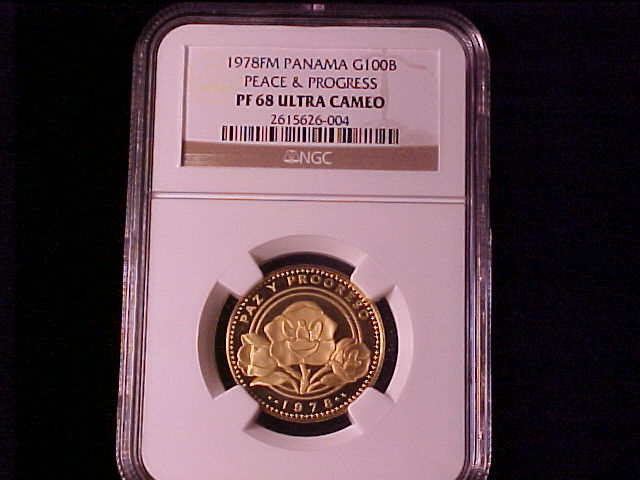 1978FM PANAMA G100B
PEACE & PROGRESS
PF 68 ULTRA CAMEO
2615626-004
NGC
PAZ Y PROGRESO
1978